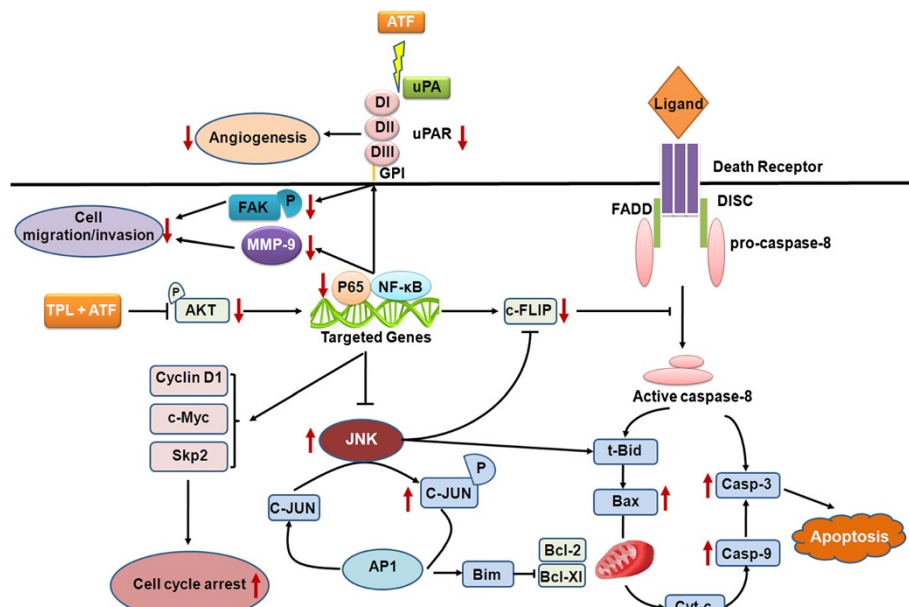 ATF
uPA
DI
DII
DIII
uPAR
GPI
Angiogenesis
Ligand
Death Receptor
FADD
DISC
pro-caspase-8
FAK
P
Cell
migration/invasion
MMP-9
P65
NF-κB
TPL + ATF
P
AKT
Targeted Genes
c-FLIP
Active caspase-8
Cyclin D1
c-Myc
Skp2
JNK
t-Bid
P
C-JUN
C-JUN
Bax
Casp-3
Apoptosis
AP1
Bim
Bcl-2
Bcl-Xl
Casp-9
Cell cycle arrest
Cyt-c